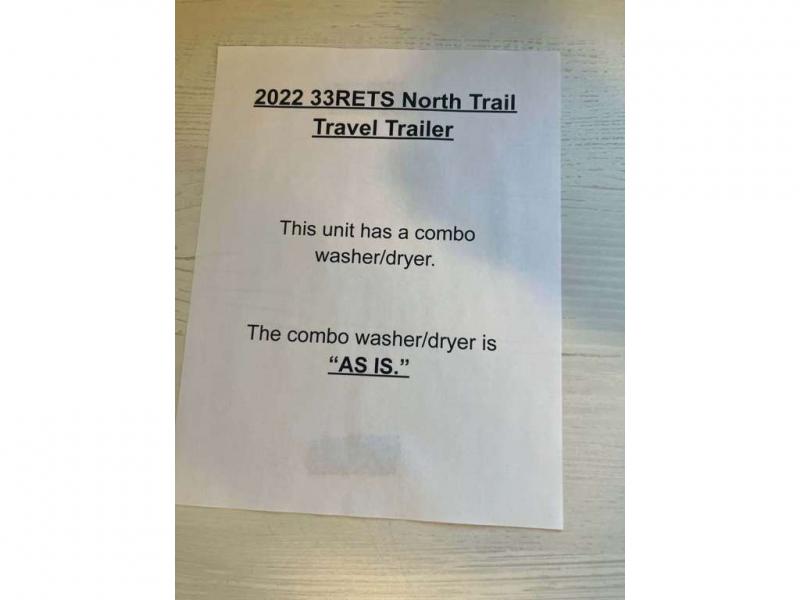 2022 33RETS North Trail
Travel Trailer
This unit has a combo
washer/dryer.
The combo washer/dryer is
“AS IS.”